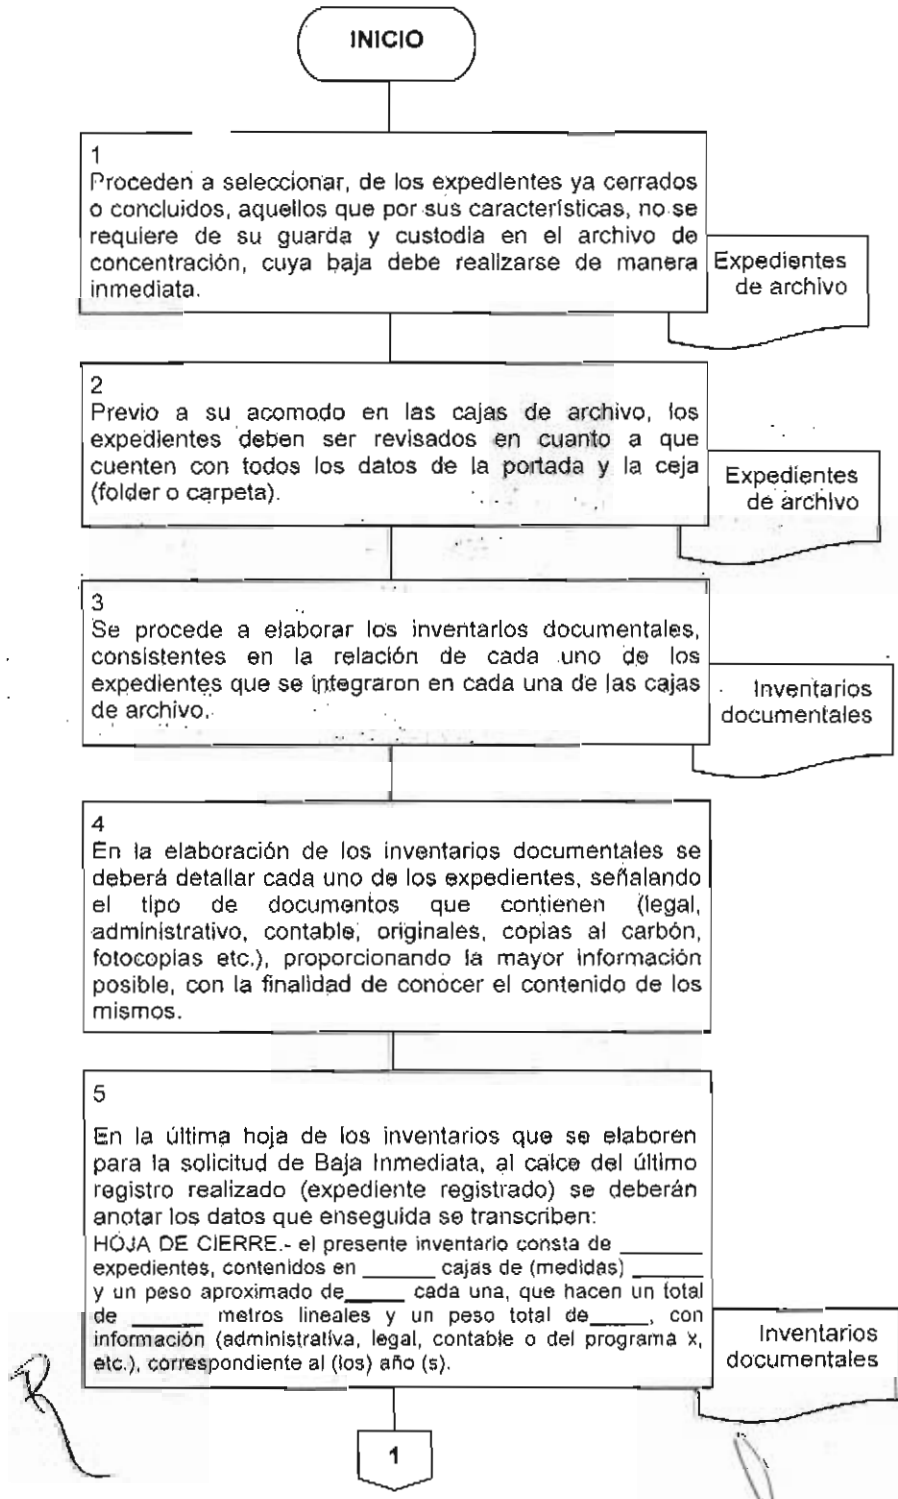 INICIO
1
Proceden a seleccionar, de los expedientes ya cerrados
o concluidos, aquellos que por sus características, no se
requiere de su guarda y custodia en el archivo de
concentración, cuya baja debe realizarse de manera
inmediata.
Expedientes
de archivo
2
Previo a su acomodo en las cajas de archivo, los
expedientes deben ser revisados en cuanto a que
cuenten con todos los datos de la portada y la ceja
(folder o carpeta).
Expedientes
de archivo
3
Se procede a elaborar los inventarios documentales,
consistentes en la relación de cada uno de los
expedientes que se integraron en cada una de las cajas
de archivo.
Inventarios
documentales
4
En la elaboración de los inventarios documentales se
deberá detallar cada uno de los expedientes, señalando
el tipo de documentos que contienen (legal,
administrativo, contable, originales, copias al carbón,
fotocopias etc.), proporcionando la mayor información
posible, con la finalidad de conocer el contenido de los
mismos.
5
En la última hoja de los inventarios que se elaboren
para la solicitud de Baja Inmediata, al calce del último
registro realizado (expediente registrado) se deberán
anotar los datos que enseguida se transcriben:
HOJA DE CIERRE.- el presente inventario consta de _______
expedientes, contenidos en ______ cajas de (medidas) ______
y un peso aproximado de_____ cada una, que hacen un total
de ______ metros lineales y un peso total de_____, con
información (administrativa, legal, contable o del programa x,
etc.), correspondiente al (los) año (s).
Inventarios
documentales
1